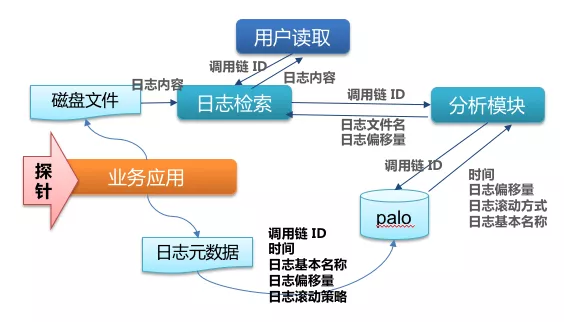 用户读取
调用链 ID
日志内容
日志内容
磁盘文件
日志检索
调用链 ID
分析模块
日志文件名
日志偏移量
探
针
业务应用
调用链 ID
时间
日志偏移量
日志滚动方式
日志基本名称
palo
日志元数据
调用链 ID
时间
日志基本名称
日志偏移量
日志滚动策略